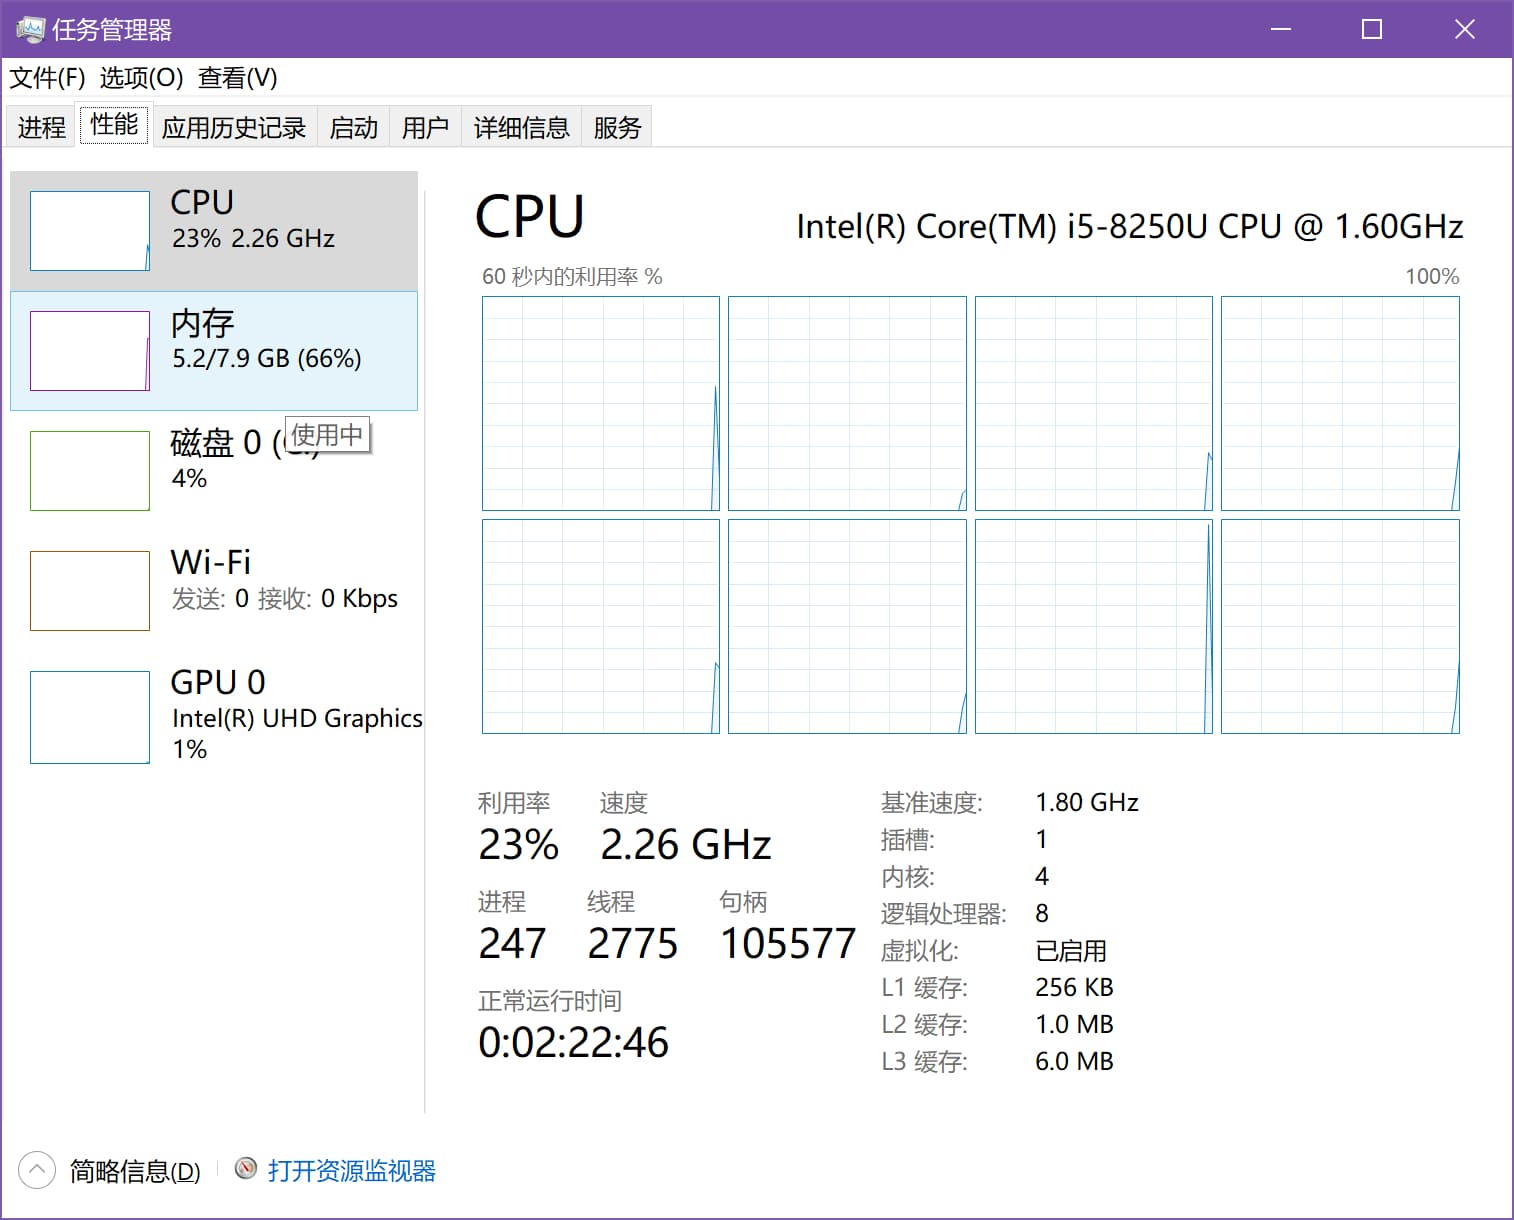 任务管理器
文件(F) 选项(O) 查看(V)
进程 性能 应用历史记录 启动 用户 详细信息 服务
CPU
23% 2.26 GHz
内存
5.2/7.9 GB (66%)
磁盘 0
使用中
4%
Wi-Fi
发送: 0 接收: 0 Kbps
GPU 0
Intel(R) UHD Graphics
1%
CPU
Intel(R) Core(TM) i5-8250U CPU @ 1.60GHz
60 秒内的利用率 %
100%
利用率 速度
23% 2.26 GHz
进程 线程 句柄
247 2775 105577
正常运行时间
0:02:22:46
基准速度: 1.80 GHz
插槽: 1
内核: 4
逻辑处理器: 8
虚拟化: 已启用
L1 缓存: 256 KB
L2 缓存: 1.0 MB
L3 缓存: 6.0 MB
简略信息(D)
打开资源监视器